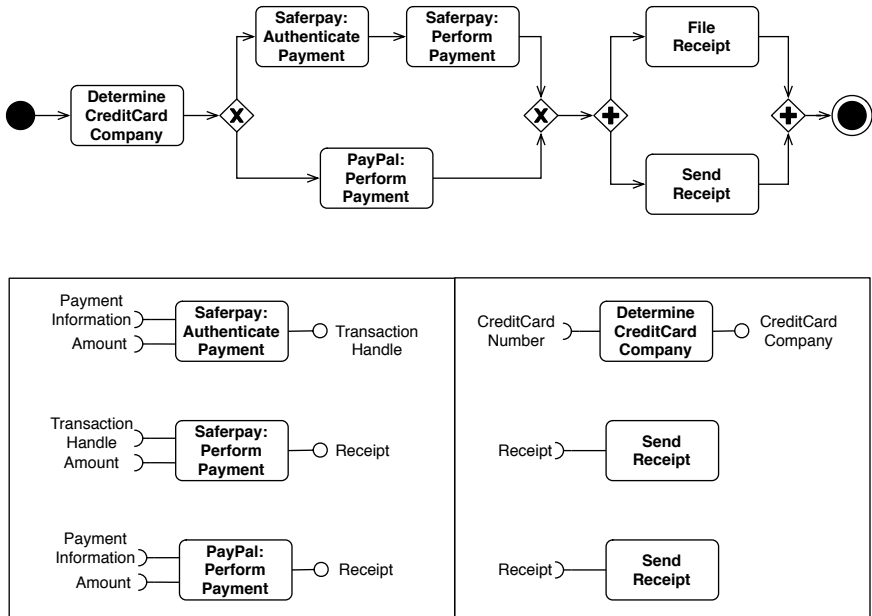 Saferpay:
Authenticate
Payment
Saferpay:
Perform
Payment
File
Receipt
Determine
CreditCard
Company
X
X
PayPal:
Perform
Payment
Send
Receipt
Payment
Information
Amount
Saferpay:
Authenticate
Payment
Transaction
Handle
CreditCard
Number
Determine
CreditCard
Company
CreditCard
Company
Transaction
Handle
Amount
Saferpay:
Perform
Payment
Receipt
Receipt
Send
Receipt
Payment
Information
Amount
PayPal:
Perform
Payment
Receipt
Receipt
Send
Receipt